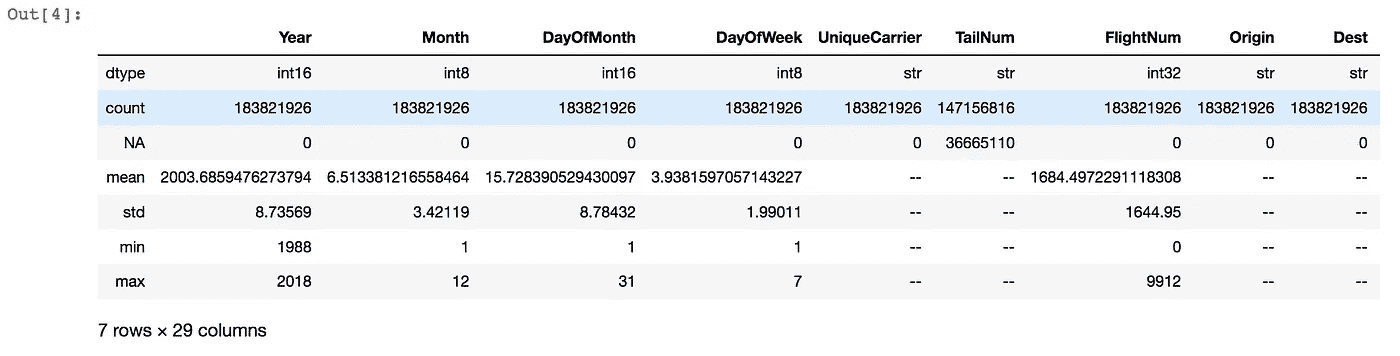 Out[4]:
Year Month DayOfMonth DayOfWeek UniqueCarrier TailNum FlightNum Origin Dest
dtype int16 int8 int16 int8 str str int32 str str
count 183821926 183821926 183821926 183821926 183821926 147156816 183821926 183821926 183821926
NA 0 0 0 0 0 36665110 0 0 0
mean 2003.6859476273794 6.513381216558464 15.728390529430097 3.9381597057143227 -- -- 1684.4972291118308 -- --
std 8.73569 3.42119 8.78432 1.99011 -- -- 1644.95 -- --
min 1988 1 1 1 -- -- 0 -- --
max 2018 12 31 7 -- -- 9912 -- --
7 rows × 29 columns